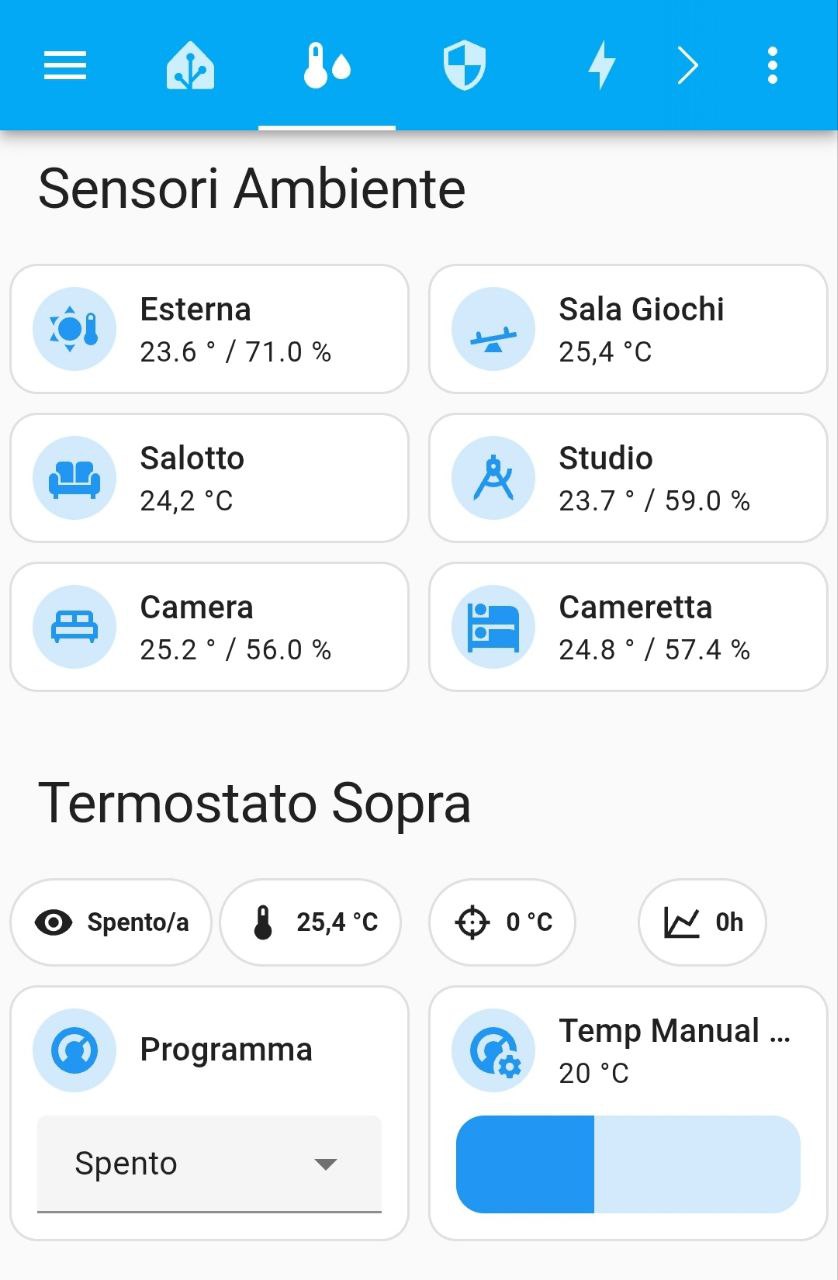 Sensori Ambiente
Esterna
23.6 ° / 71.0 %
Sala Giochi
25,4 °C
Salotto
24,2 °C
Studio
23.7 ° / 59.0 %
Camera
25.2 ° / 56.0 %
Cameretta
24.8 ° / 57.4 %
Termostato Sopra
Spento/a
25,4 °C
0 °C
0h
Programma
Spento
Temp Manual ...
20 °C